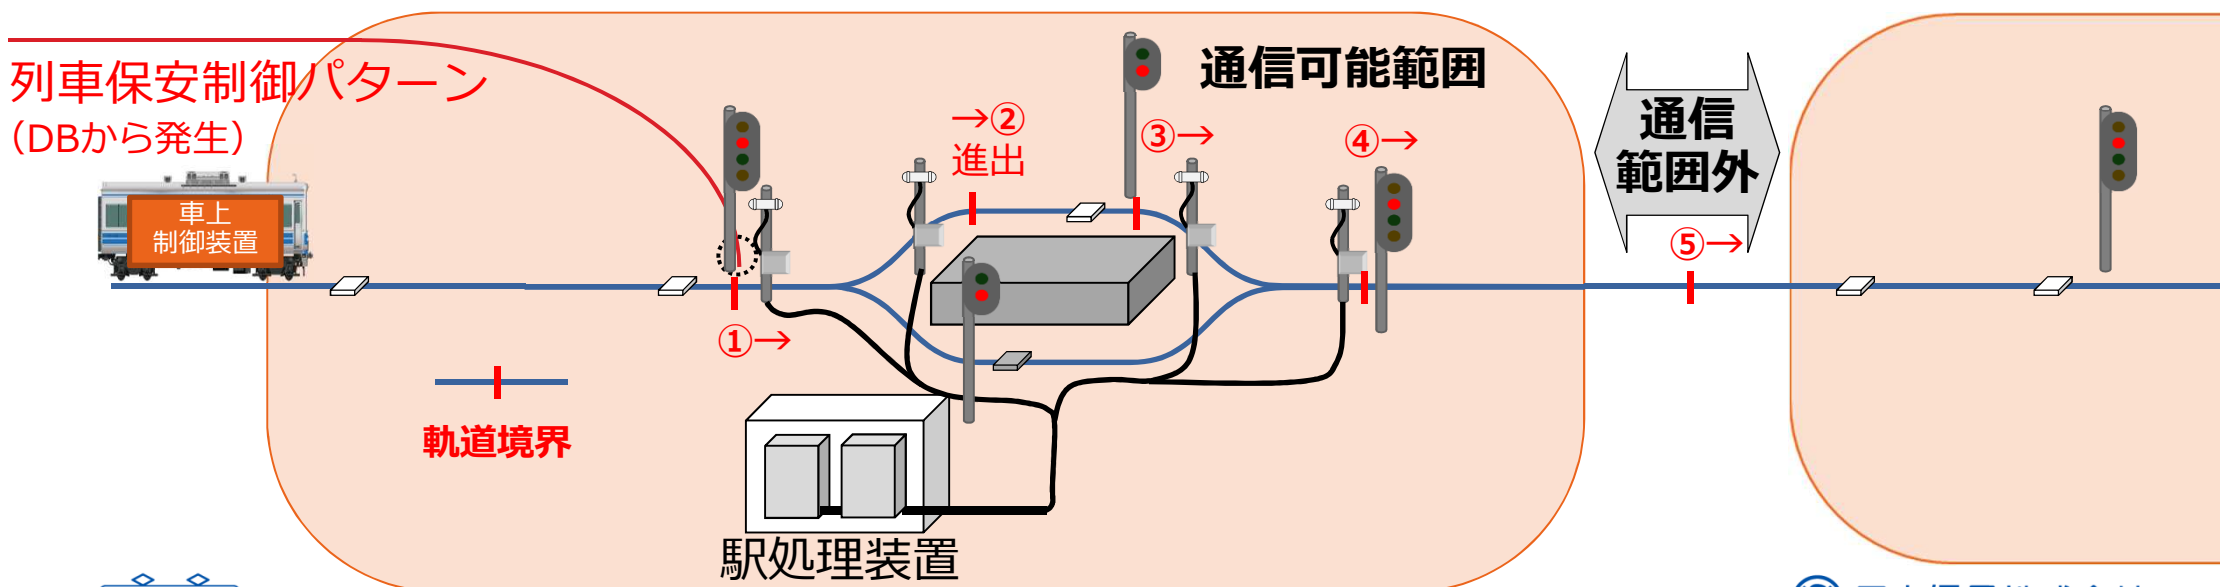 列車保安制御パターン
（DBから発生）
車上
制御装置
①→
→②
進出
③→
④→
通信可能範囲
通信
範囲外
⑤→
軌道境界
駅処理装置